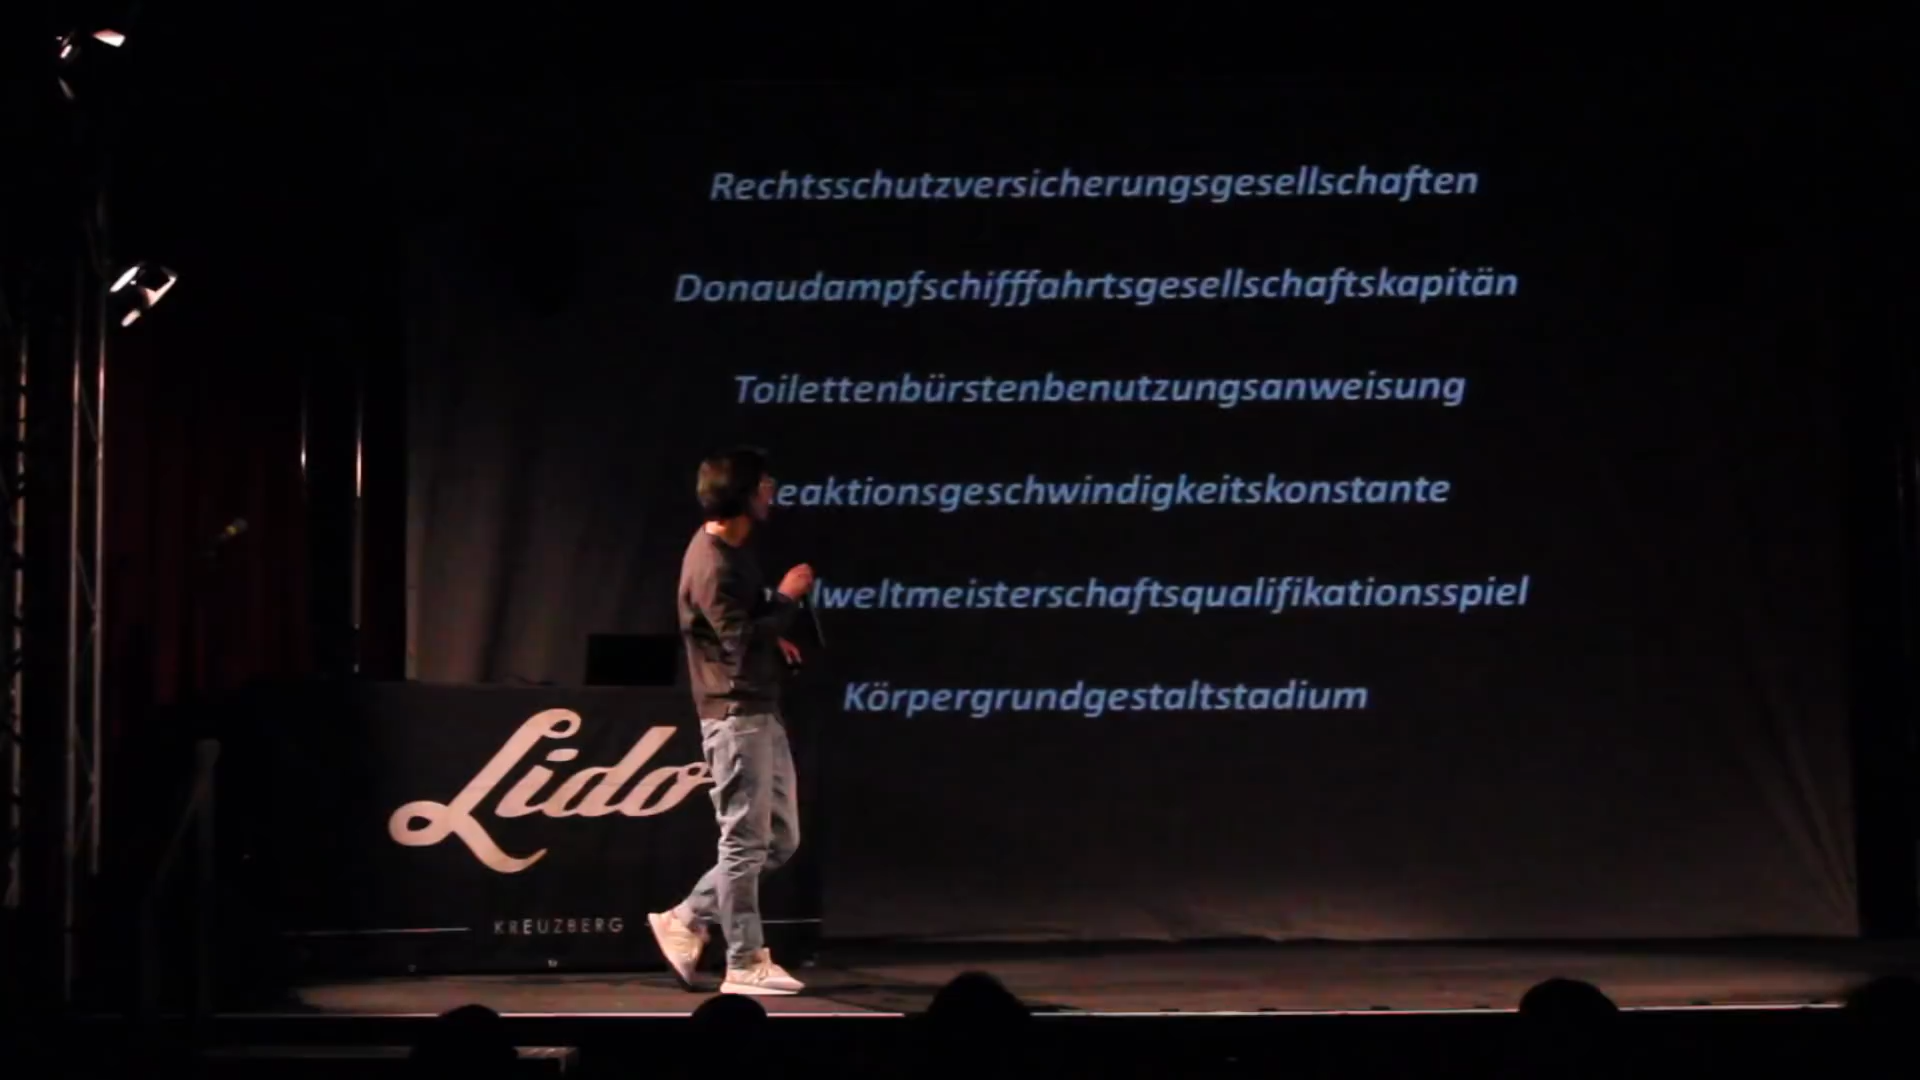 Rechtsschutzversicherungsgesellschaften
Donaudampfschifffahrtsgesellschaftskapitän
Toilettenbürstenbenutzungsanweisung
eaktionsgeschwindigkeitskonstante
lweltmeisterschaftsqualifikationsspiel
Körpergrundgestaltstadium
Lido
KREUZBERG